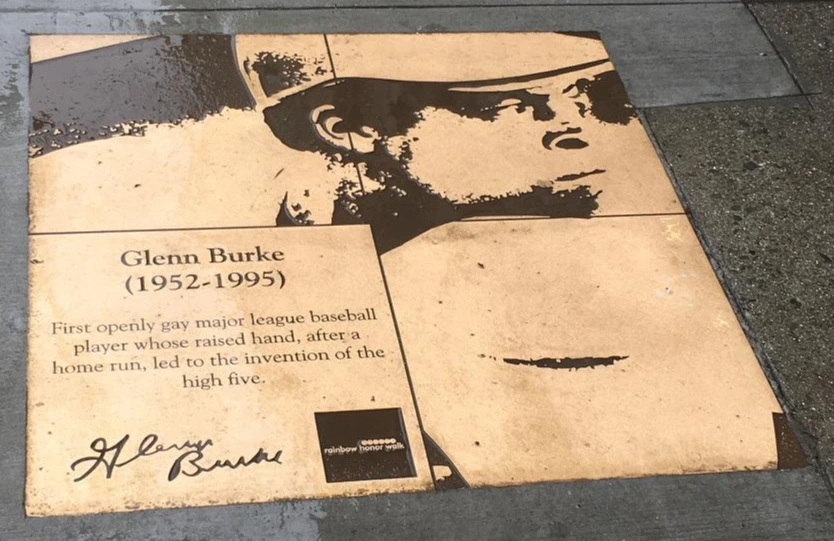 Glenn Burke
(1952-1995)
First openly gay major league baseball
player whose raised hand, after a
home run, led to the invention of the
high five.
Glenn
Burke
rainbow honor walk